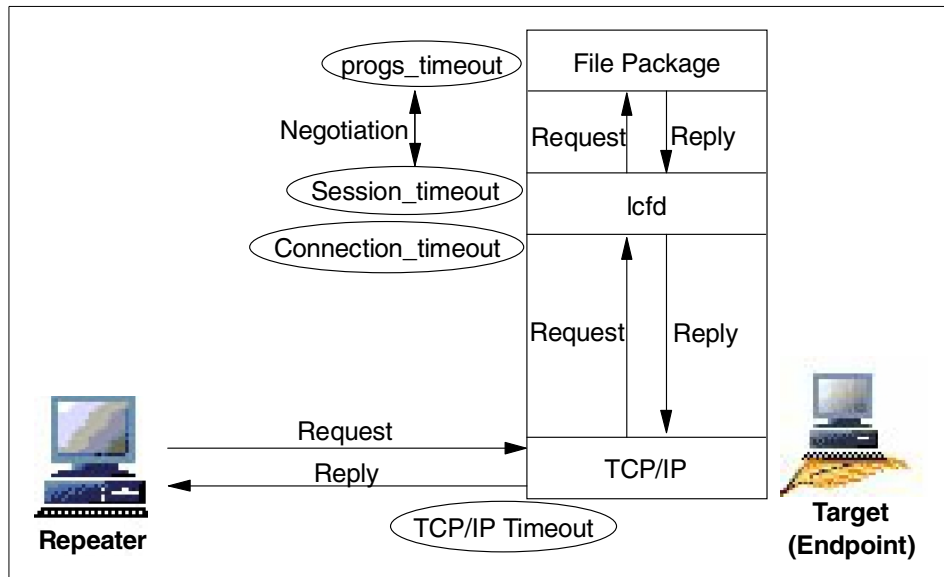 progs_timeout
File Package
Negotiation
Request
Reply
Session_timeout
lcfd
Connection_timeout
Request
Reply
Request
Reply
TCP/IP
TCP/IP Timeout
Repeater
Target
(Endpoint)